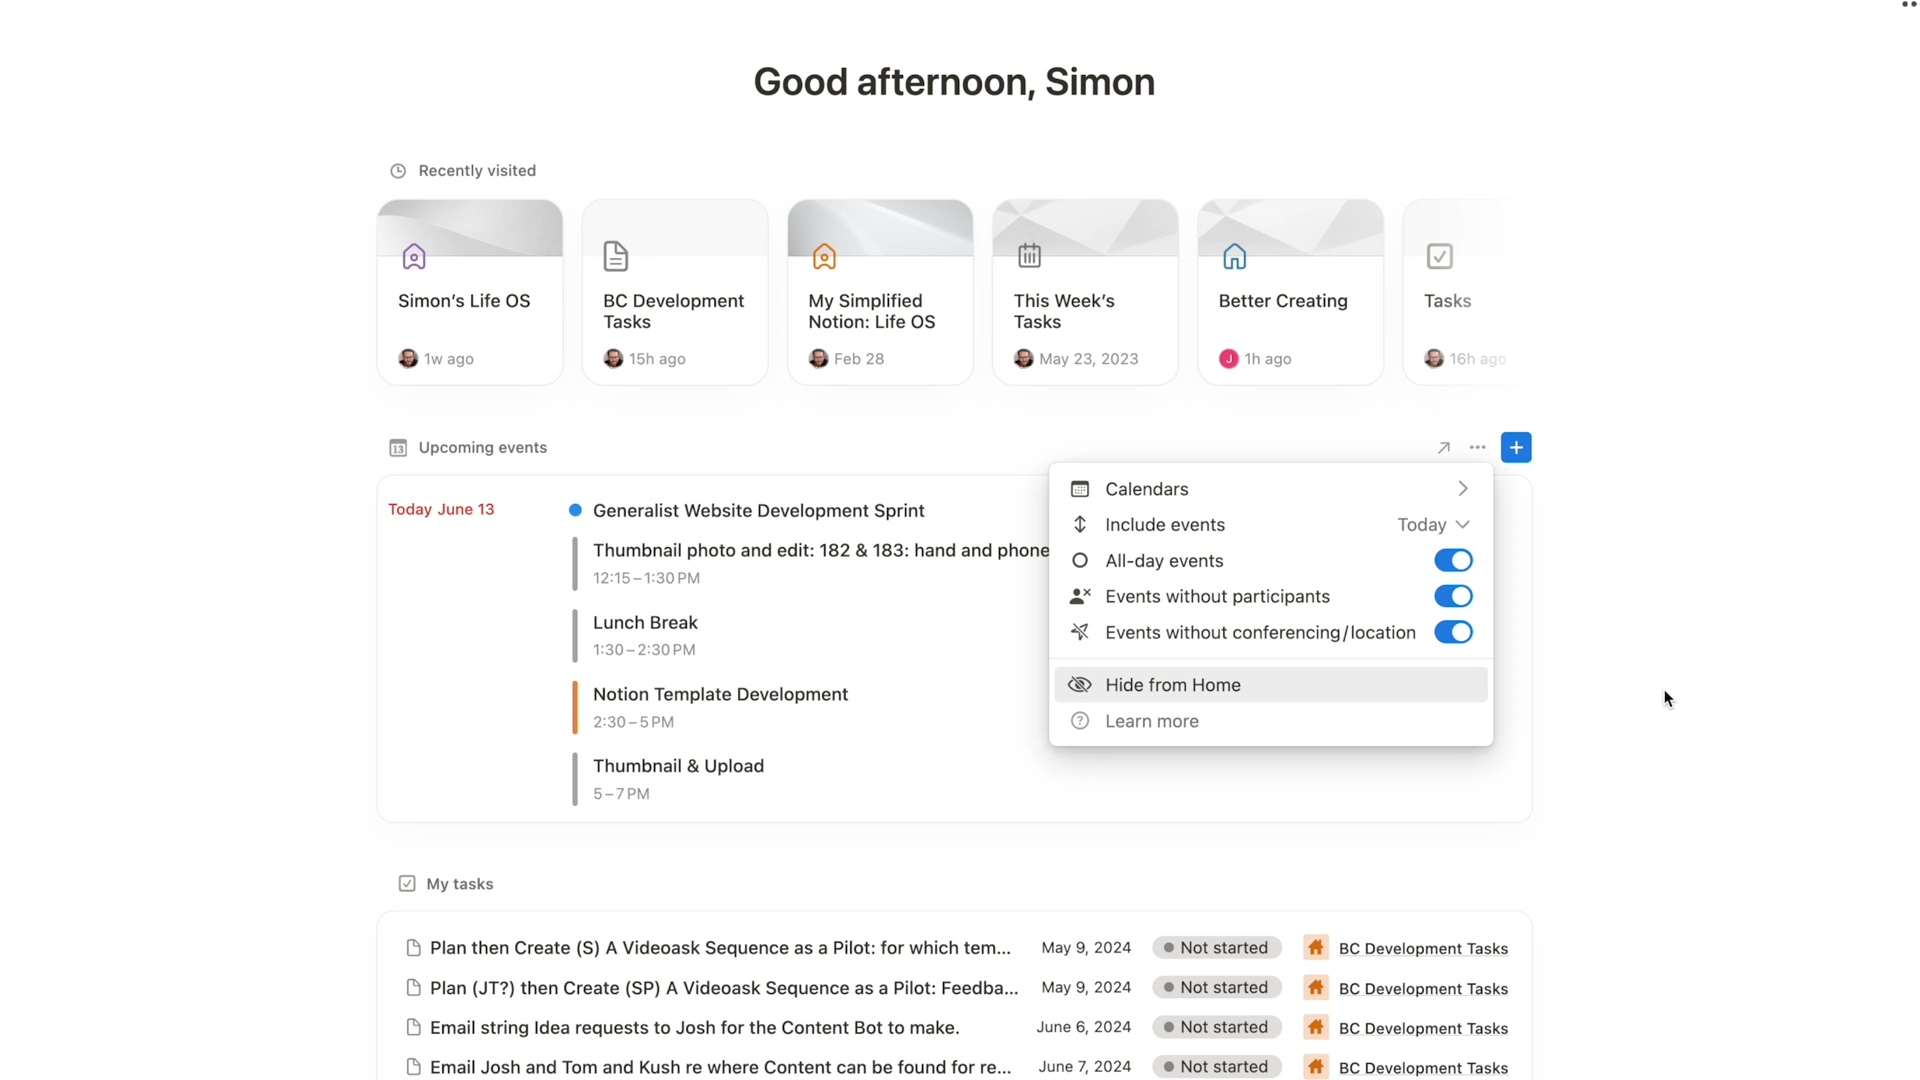 Good afternoon, Simon
Recently visited
Simon's Life OS
1w ago
BC Development
Tasks
15h ago
My Simplified
Notion: Life OS
Feb 28
This Week's
Tasks
May 23, 2023
Better Creating
J 1h ago
Tasks
16h ago
13 Upcoming events
Today June 13
Generalist Website Development Sprint
Thumbnail photo and edit: 182 & 183: hand and phone
12:15 – 1:30 PM
Lunch Break
1:30 – 2:30 PM
Notion Template Development
2:30 – 5 PM
Thumbnail & Upload
5 – 7 PM
Calendars
Include events Today
All-day events
Events without participants
Events without conferencing/location
Hide from Home
? Learn more
My tasks
Plan then Create (S) A Videoask Sequence as a Pilot: for which tem... May 9, 2024 Not started BC Development Tasks
Plan (JT?) then Create (SP) A Videoask Sequence as a Pilot: Feedba... May 9, 2024 Not started BC Development Tasks
Email string Idea requests to Josh for the Content Bot to make. June 6, 2024 Not started BC Development Tasks
Email Josh and Tom and Kush re where Content can be found for re... June 7, 2024 Not started BC Development Tasks